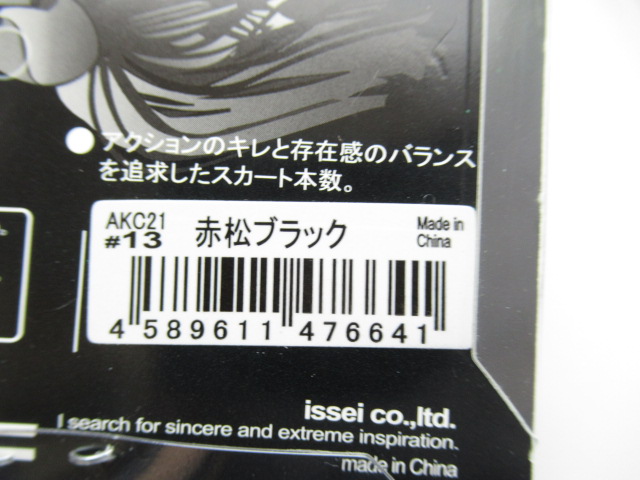 ●アクションのキレと存在感のバランス
を追求したスカート本数。
AKC21
#13 赤松ブラック
Made in
China
4 589611 476641
issei co.,ltd.
I search for sincere and extreme inspiration.
made in China